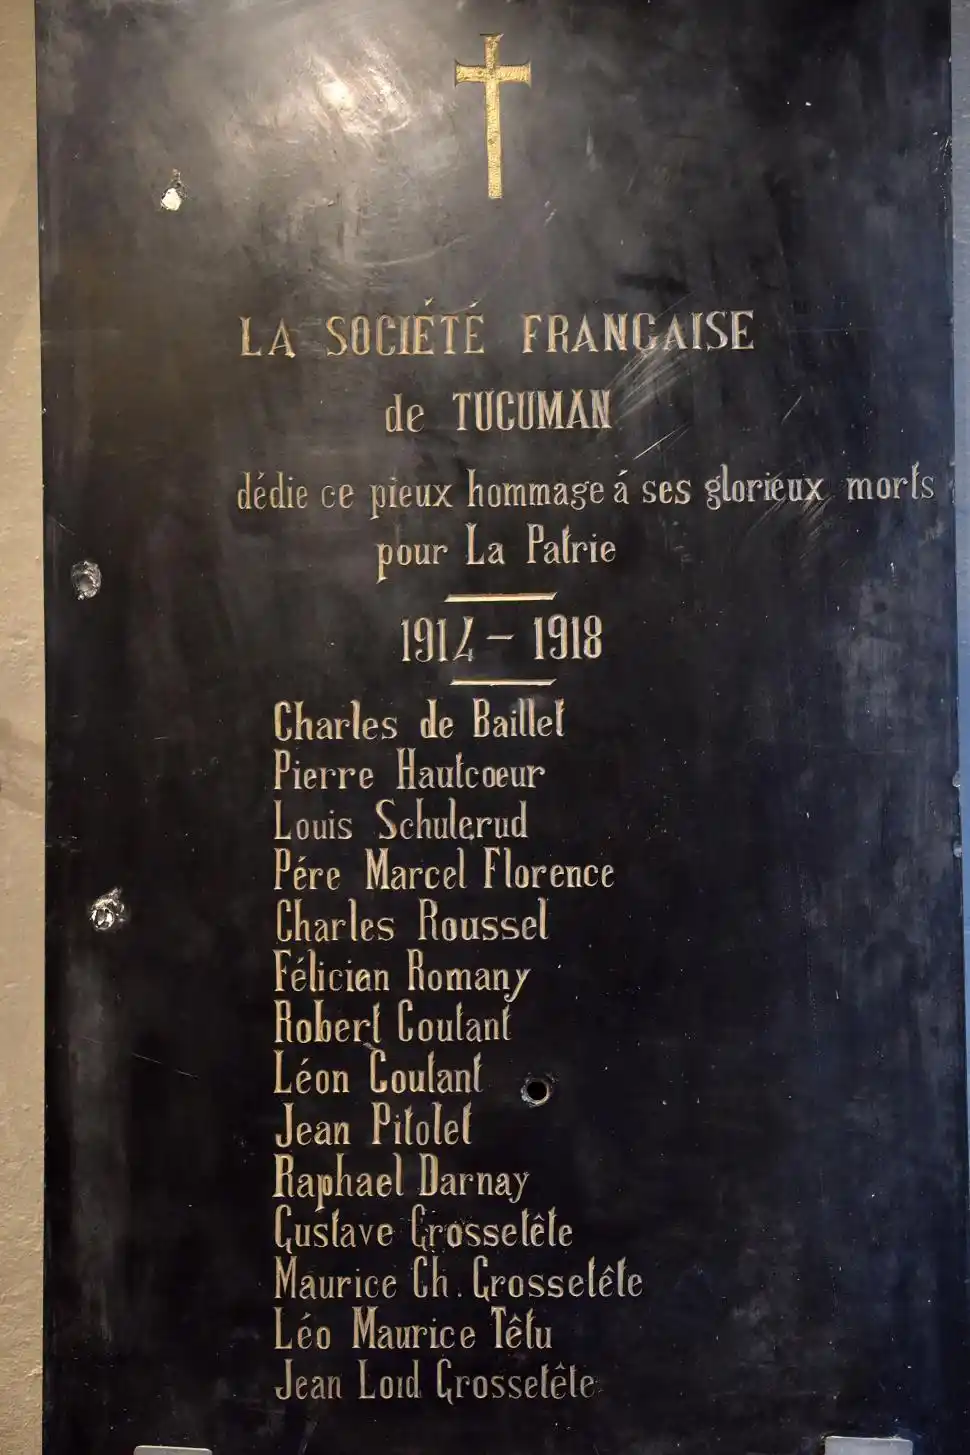 LA SOCIÉTÉ FRANÇAISE
de TUCUMAN
dédie ce pieux hommage á ses glorieux morts
pour La Patrie
1914 – 1918
Charles de Baillet
Pierre Hautcoeur
Louis Schulerud
Pére Marcel Florence
Charles Roussel
Félicien Romany
Robert Coutant
Léon Coutant
Jean Pitolet
Raphael Darnay
Gustave Grossetête
Maurice Ch. Grossetête
Léo Maurice Têtu
Jean Loid Grossetête